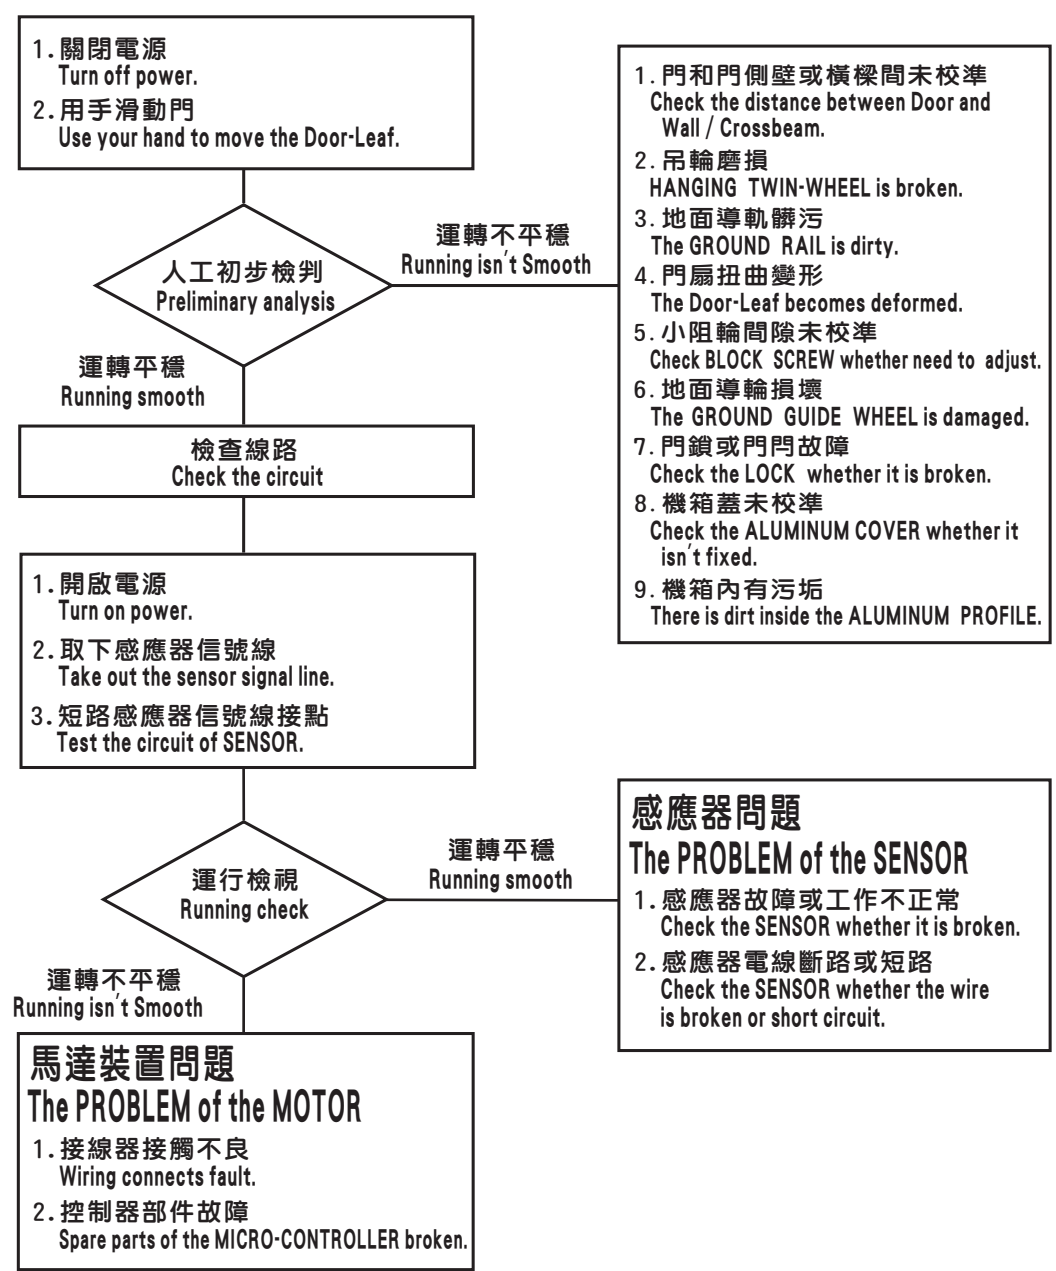 1. 關閉電源
Turn off power.
2. 用手滑動門
Use your hand to move the Door-Leaf.
人工初步檢判
Preliminary analysis
運轉不平穩
Running isn't Smooth
1. 門和門側壁或橫樑間未校準
Check the distance between Door and
Wall / Crossbeam.
2. 吊輪磨損
HANGING TWIN-WHEEL is broken.
3. 地面導軌髒污
The GROUND RAIL is dirty.
4. 門扇扭曲變形
The Door-Leaf becomes deformed.
5. 小阻輪間隙未校準
Check BLOCK SCREW whether need to adjust.
6. 地面導輪損壞
The GROUND GUIDE WHEEL is damaged.
7. 門鎖或門閂故障
Check the LOCK whether it is broken.
8. 機箱蓋未校準
Check the ALUMINUM COVER whether it
isn't fixed.
9. 機箱內有污垢
There is dirt inside the ALUMINUM PROFILE.
運轉平穩
Running smooth
檢查線路
Check the circuit
1. 開啟電源
Turn on power.
2. 取下感應器信號線
Take out the sensor signal line.
3. 短路感應器信號線接點
Test the circuit of SENSOR.
運行檢視
Running check
運轉平穩
Running smooth
感應器問題
The PROBLEM of the SENSOR
1. 感應器故障或工作不正常
Check the SENSOR whether it is broken.
2. 感應器電線斷路或短路
Check the SENSOR whether the wire
is broken or short circuit.
運轉不平穩
Running isn't Smooth
馬達裝置問題
The PROBLEM of the MOTOR
1. 接線器接觸不良
Wiring connects fault.
2. 控制器部件故障
Spare parts of the MICRO-CONTROLLER broken.